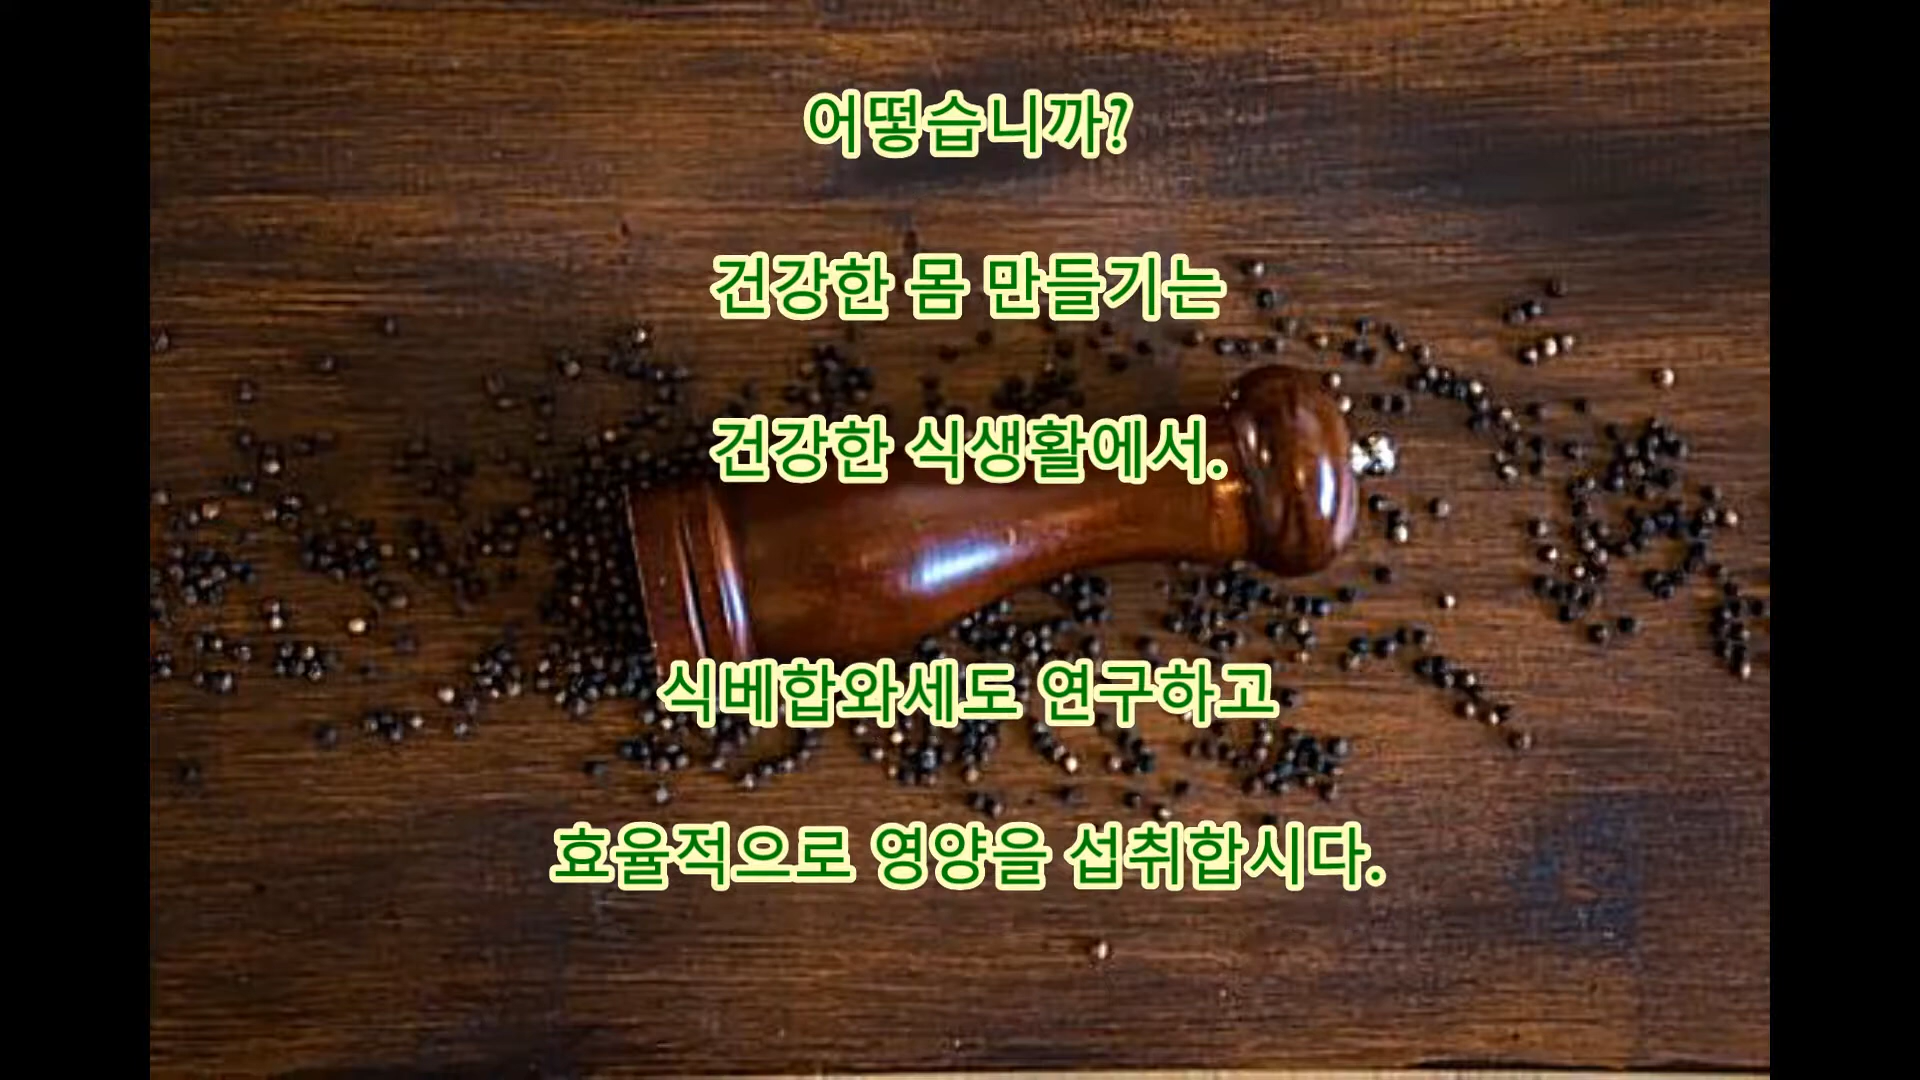 어떻습니까?
건강한 몸 만들기는
건강한 식생활에서.
식베합와세도 연구하고
효율적으로 영양을 섭취합시다.